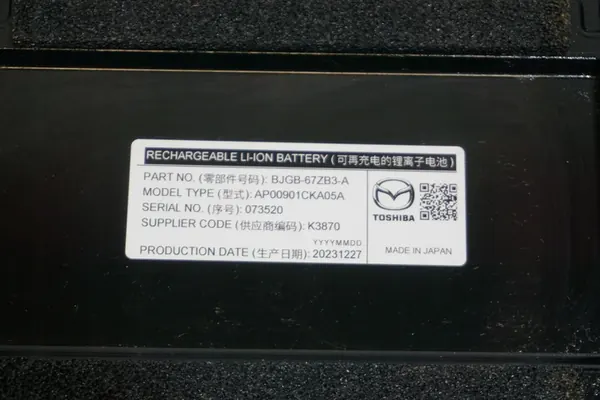 RECHARGEABLE LI-ION BATTERY (可再充电的锂离子电池)
PART NO. (零部件号码): BJGB-67ZB3-A
MODEL TYPE (型式): AP00901CKA05A
SERIAL NO. (序号): 073520
SUPPLIER CODE (供应商编码): K3870
YYYYMMDD
PRODUCTION DATE (生产日期): 20231227
TOSHIBA
MADE IN JAPAN